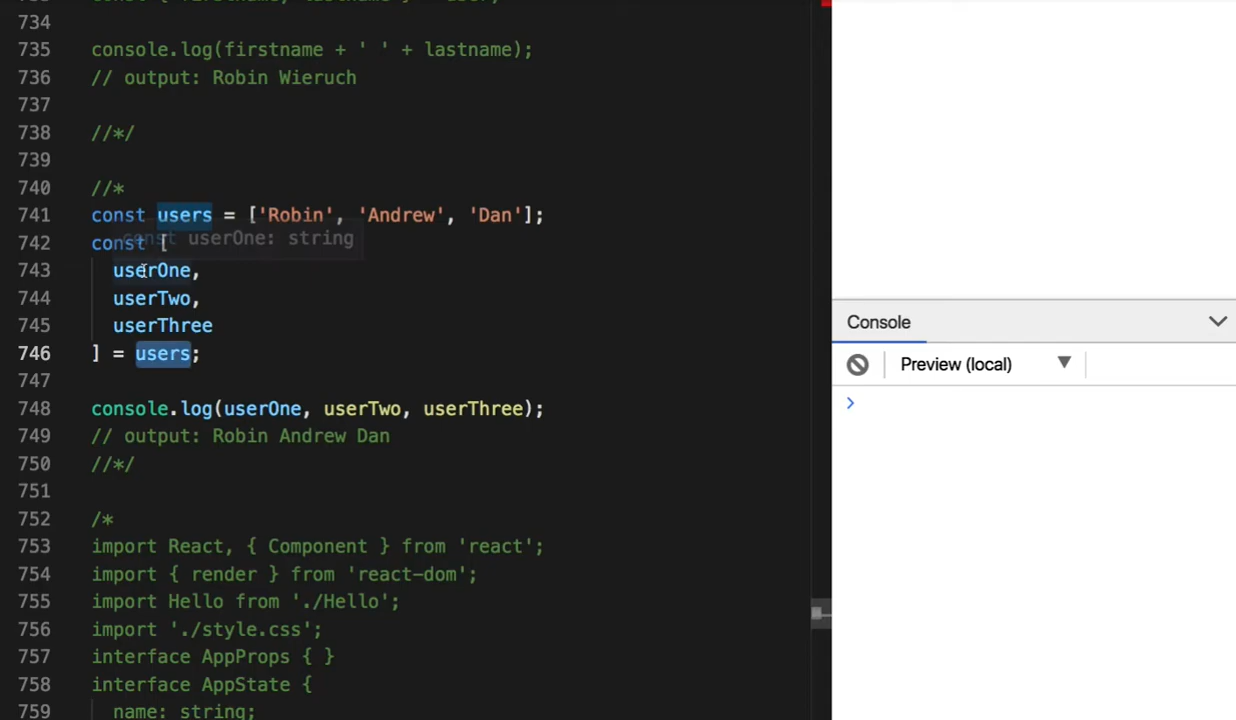 const { firstname, lastname } = user;
734
735 console.log(firstname + ' ' + lastname);
736 // output: Robin Wieruch
737
738 //*/
739
740 //*
741 const users = ['Robin', 'Andrew', 'Dan'];
742 const [
const userOne: string
743 userOne,
744 userTwo,
745 userThree
746 ] = users;
747
748 console.log(userOne, userTwo, userThree);
749 // output: Robin Andrew Dan
750 //*/
751
752 /*
753 import React, { Component } from 'react';
754 import { render } from 'react-dom';
755 import Hello from './Hello';
756 import './style.css';
757 interface AppProps { }
758 interface AppState {
759 name: string;
Console
Preview (local)